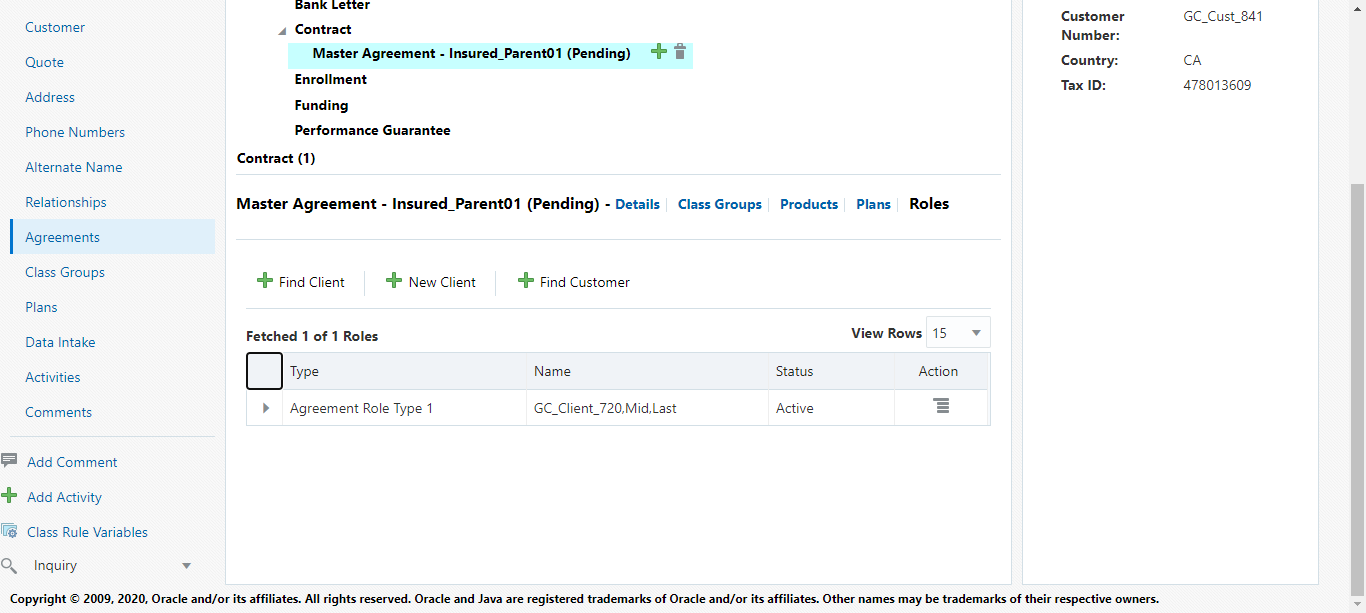 Customer
Quote
Address
Phone Numbers
Alternate Name
Relationships
Agreements
Class Groups
Plans
Data Intake
Activities
Comments
Add Comment
Add Activity
Class Rule Variables
Inquiry
Bank Letter
Contract
Master Agreement - Insured_Parent01 (Pending)
Enrollment
Funding
Performance Guarantee
Contract (1)
Master Agreement - Insured_Parent01 (Pending) - Details Class Groups Products Plans Roles
Find Client New Client Find Customer
Fetched 1 of 1 Roles View Rows 15
Type Name Status Action
Agreement Role Type 1 GC_Client_720,Mid,Last Active
Customer Number: GC_Cust_841
Country: CA
Tax ID: 478013609
Copyright © 2009, 2020, Oracle and/or its affiliates. All rights reserved. Oracle and Java are registered trademarks of Oracle and/or its affiliates. Other names may be trademarks of their respective owners.